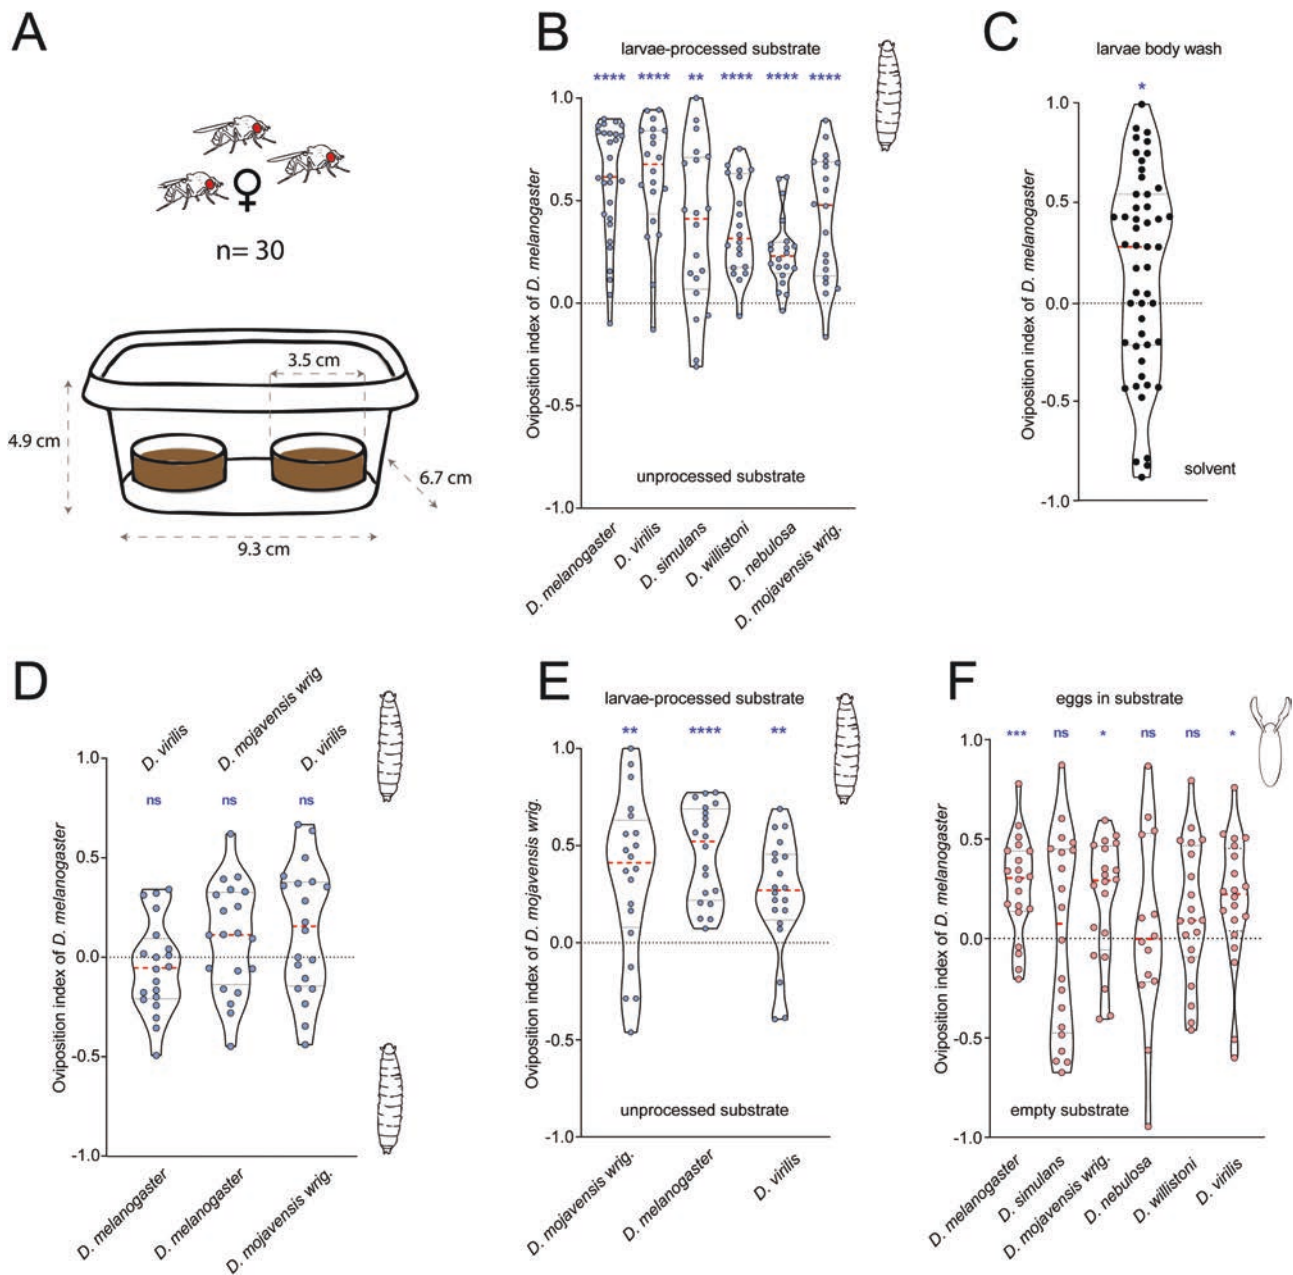 A
n= 30
3.5 cm
4.9 cm
6.7 cm
9.3 cm
B
larvae-processed substrate
**** **** ** **** **** ****
1.0
0.5
0.0
-0.5
-1.0
Oviposition index of D. melanogaster
unprocessed substrate
D. melanogaster
D. virilis
D. simulans
D. willistoni
D. nebulosa
D. mojavensis wrig.
C
larvae body wash
*
1.0
0.5
0.0
-0.5
-1.0
Oviposition index of D. melanogaster
solvent
D
D. virilis
D. mojavensis wrig
D. virilis
ns ns ns
1.0
0.5
0.0
-0.5
-1.0
Oviposition index of D. melanogaster
D. melanogaster
D. melanogaster
D. mojavensis wrig.
E
larvae-processed substrate
** **** **
1.0
0.5
0.0
-0.5
-1.0
Oviposition index of D. mojavensis wrig.
unprocessed substrate
D. mojavensis wrig.
D. melanogaster
D. virilis
F
eggs in substrate
*** ns * ns ns *
1.0
0.5
0.0
-0.5
-1.0
Oviposition index of D. melanogaster
empty substrate
D. melanogaster
D. simulans
D. mojavensis wrig.
D. nebulosa
D. willistoni
D. virilis